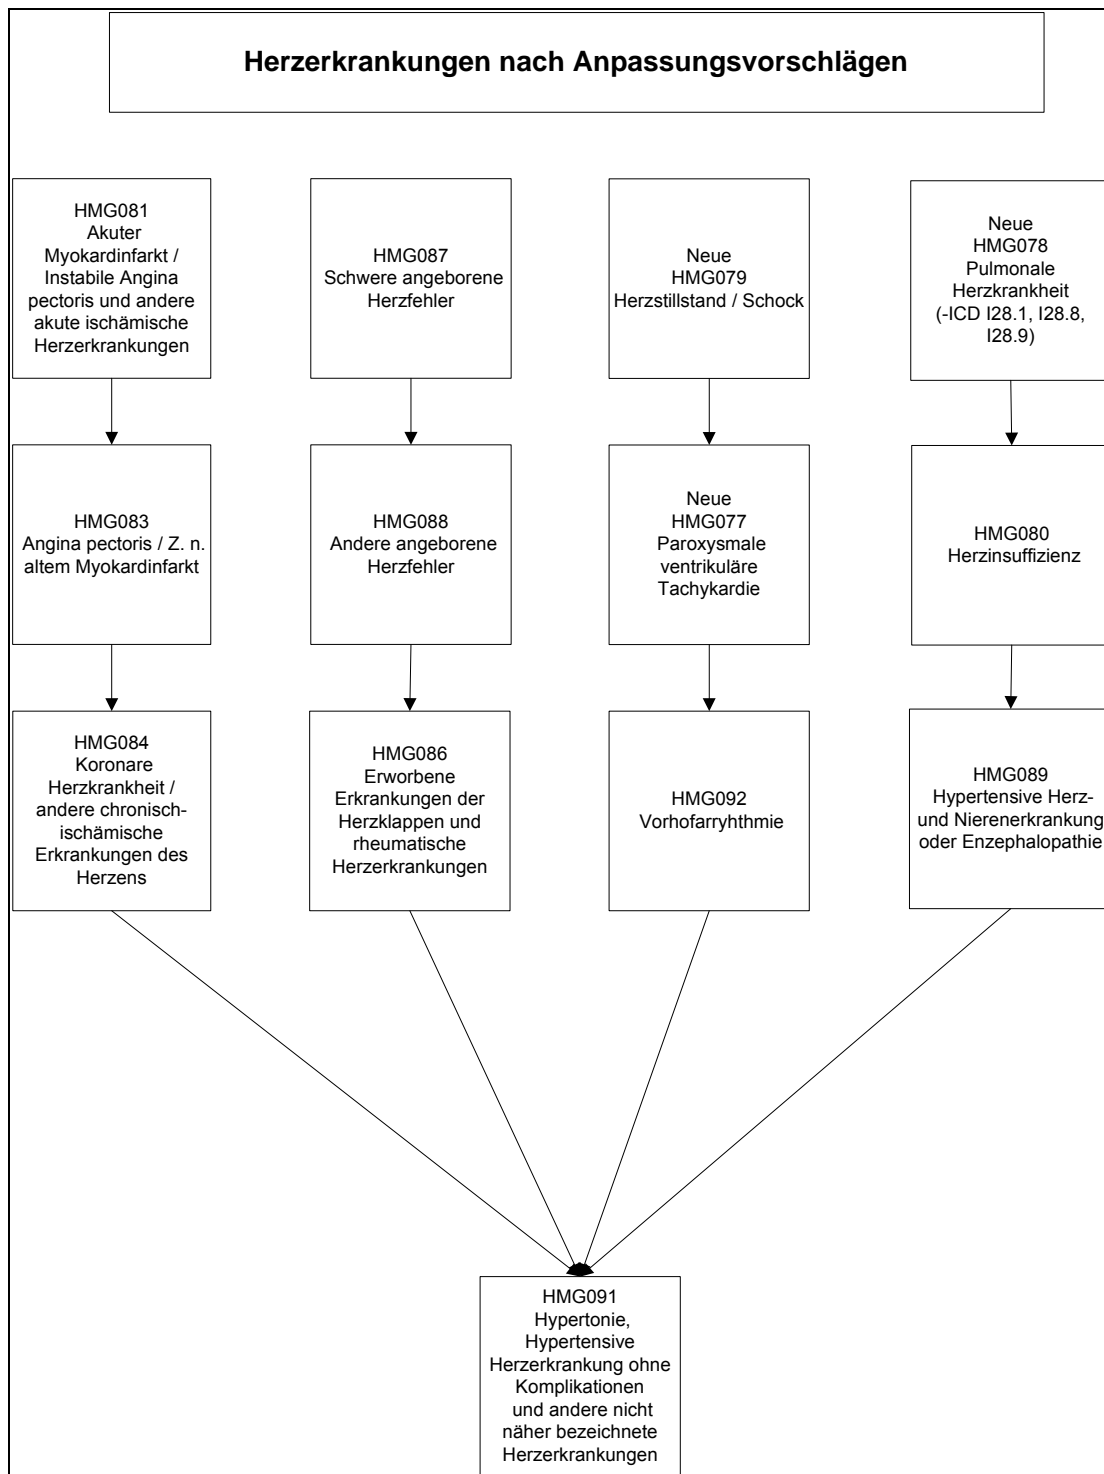 Herzerkrankungen nach Anpassungsvorschlägen
HMG081
Akuter
Myokardinfarkt /
Instabile Angina
pectoris und andere
akute ischämische
Herzerkrankungen
HMG087
Schwere angeborene
Herzfehler
Neue
HMG079
Herzstillstand / Schock
Neue
HMG078
Pulmonale
Herzkrankheit
(-ICD I28.1, I28.8,
I28.9)
HMG083
Angina pectoris / Z. n.
altem Myokardinfarkt
HMG088
Andere angeborene
Herzfehler
Neue
HMG077
Paroxysmale
ventrikuläre
Tachykardie
HMG080
Herzinsuffizienz
HMG084
Koronare
Herzkrankheit /
andere chronisch-
ischämische
Erkrankungen des
Herzens
HMG086
Erworbene
Erkrankungen der
Herzklappen und
rheumatische
Herzerkrankungen
HMG092
Vorhofarryhthmie
HMG089
Hypertensive Herz-
und Nierenerkrankung
oder Enzephalopathie
HMG091
Hypertonie,
Hypertensive
Herzerkrankung ohne
Komplikationen
und andere nicht
näher bezeichnete
Herzerkrankungen